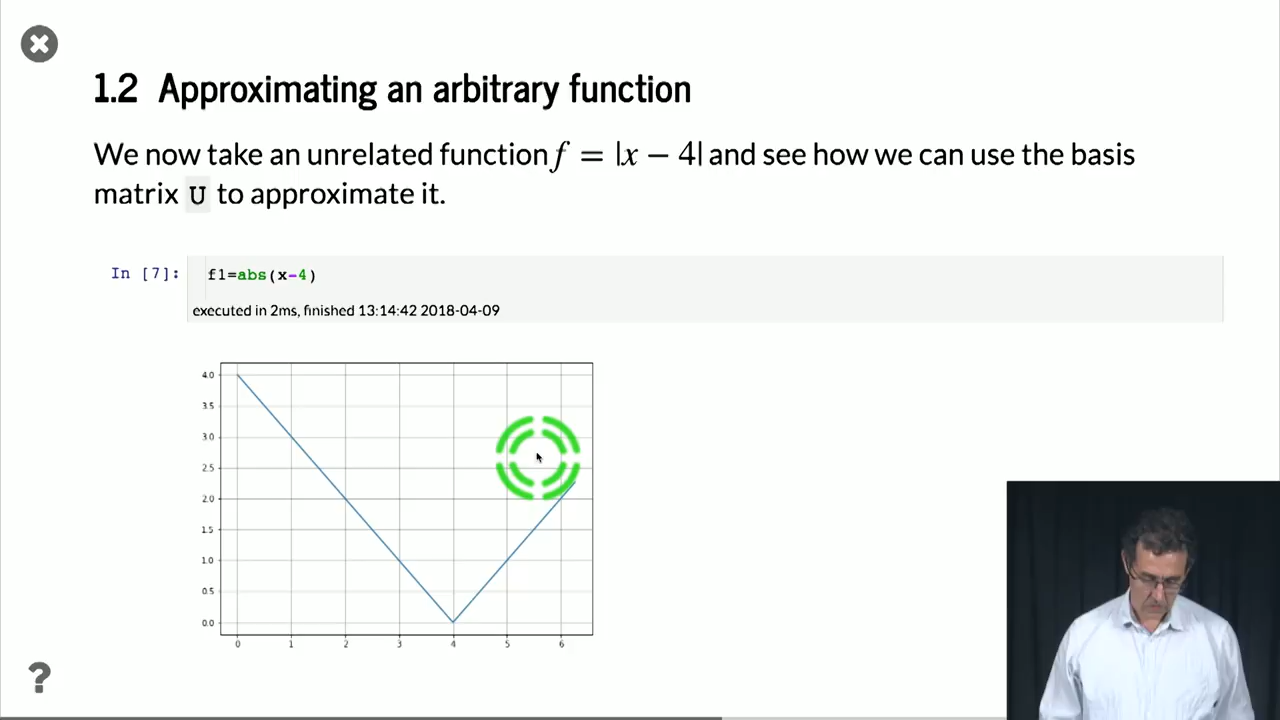 1.2 Approximating an arbitrary function
We now take an unrelated function f = |x − 4| and see how we can use the basis
matrix U to approximate it.
In [7]: f1=abs(x-4)
executed in 2ms, finished 13:14:42 2018-04-09
4.0
3.5
3.0
2.5
2.0
1.5
1.0
0.5
0.0
0 1 2 3 4 5 6
?